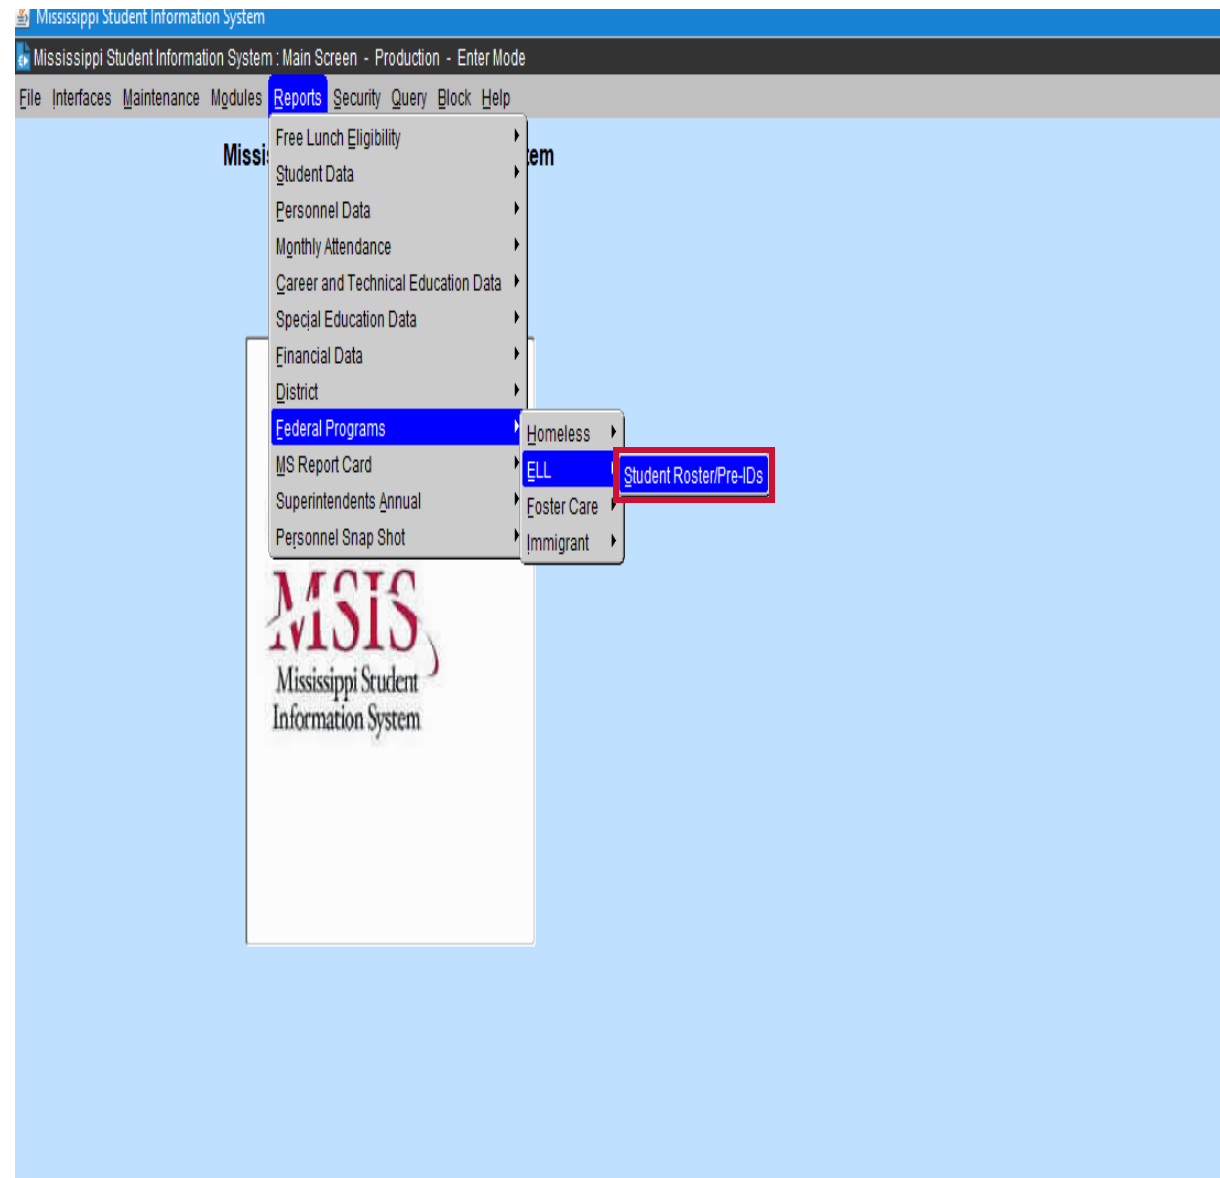 Mississippi Student Information System
Mississippi Student Information System : Main Screen - Production - Enter Mode
File Interfaces Maintenance Modules Reports Security Query Block Help
Free Lunch Eligibility
Student Data
Personnel Data
Monthly Attendance
Career and Technical Education Data
Special Education Data
Financial Data
District
Federal Programs
MS Report Card
Superintendents Annual
Personnel Snap Shot
Homeless
ELL
Foster Care
Immigrant
Student Roster/Pre-IDs
MSIS
Mississippi Student
Information System